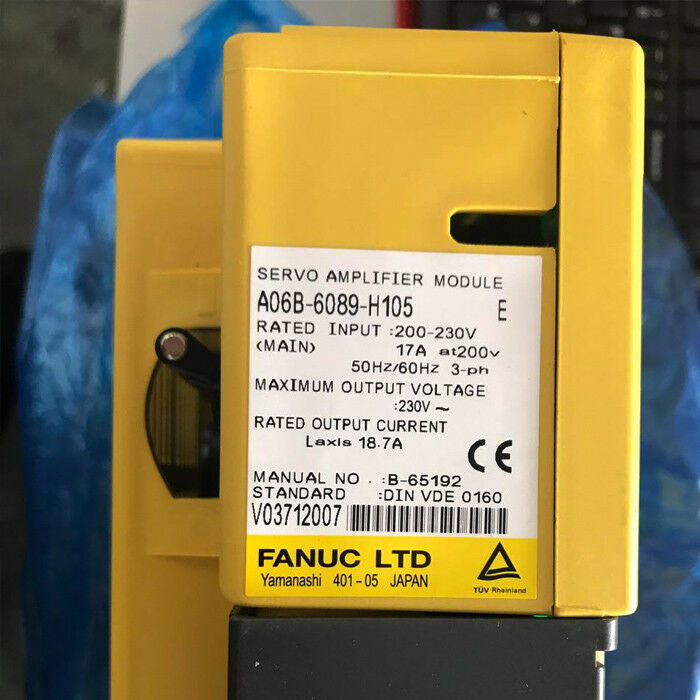 SERVO AMPLIFIER MODULE
A06B-6089-H105 E
RATED INPUT :200-230V
(MAIN) 17A at200v
50HZ/60HZ 3-ph
MAXIMUM OUTPUT VOLTAGE
:230V ~
RATED OUTPUT CURRENT
Laxis 18.7A
CE
MANUAL NO. :B-65192
STANDARD :DIN VDE 0160
V03712007
FANUC LTD
Yamanashi 401-05 JAPAN
TÜV Rheinland